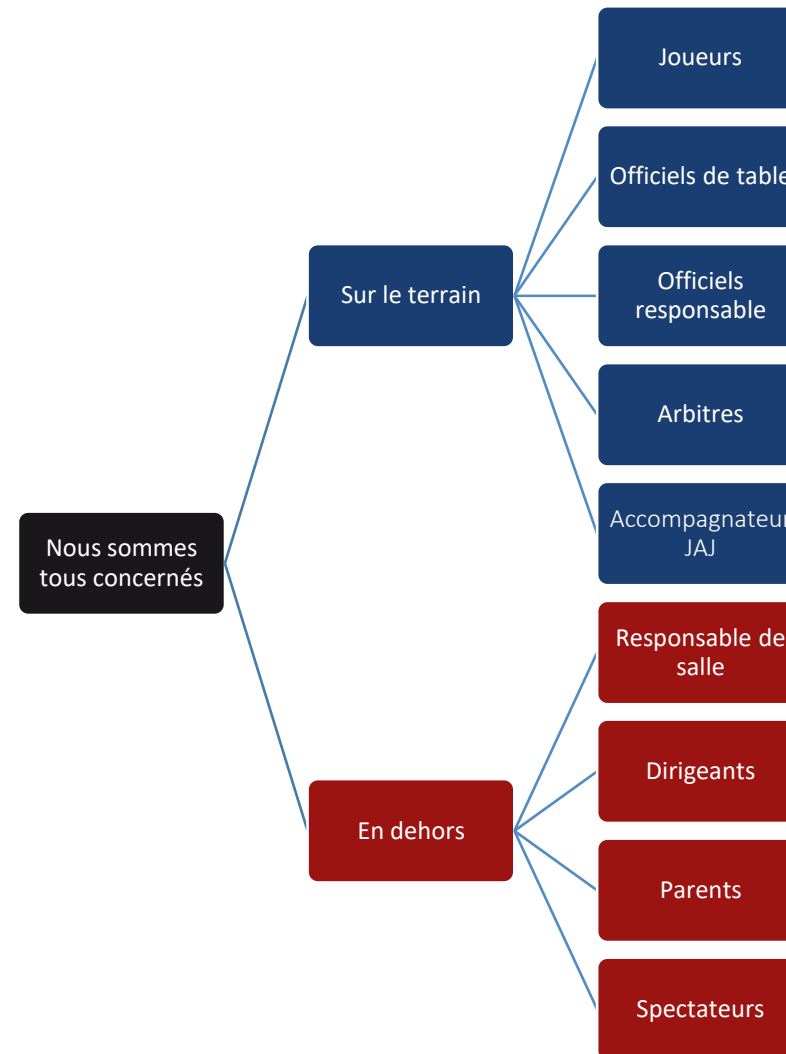 Joueurs
Officiels de table
Officiels
responsable
Sur le terrain
Arbitres
Accompagnateur
JAJ
Nous sommes
tous concernés
Responsable de
salle
Dirigeants
En dehors
Parents
Spectateurs